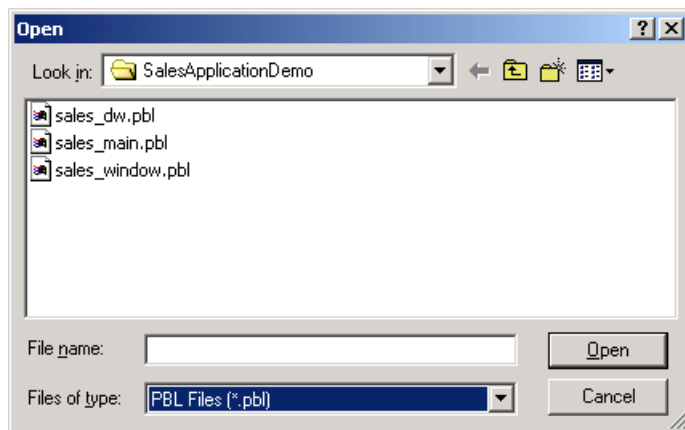 Open
Look in: SalesApplicationDemo
sales_dw.pbl
sales_main.pbl
sales_window.pbl
File name:
Open
Files of type: PBL Files (*.pbl)
Cancel